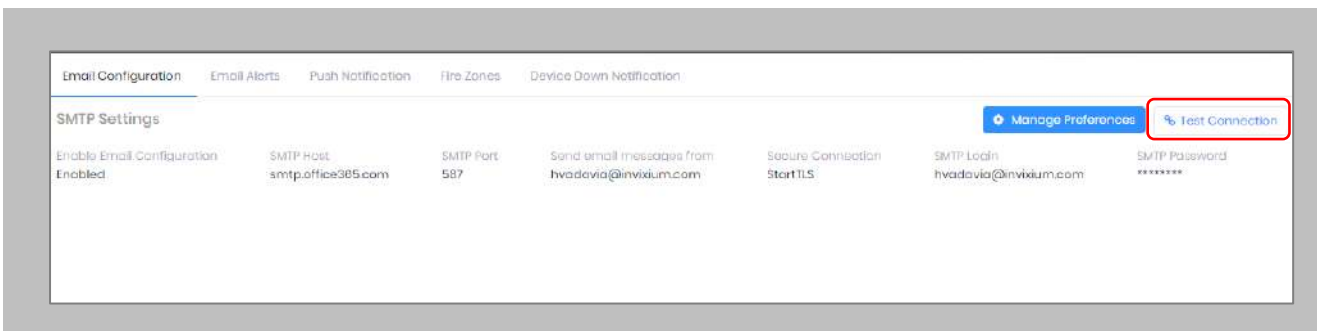 Email Configuration Email Alerts Push Notification Fire Zones Device Down Notification
SMTP Settings Manage Preferences Test Connection
Enable Email Configuration SMTP Host SMTP Port Send email messages from Secure Connection SMTP Login SMTP Password
Enabled smtp.office365.com 587 hvadavia@invixium.com StartTLS hvadavia@invixium.com ********